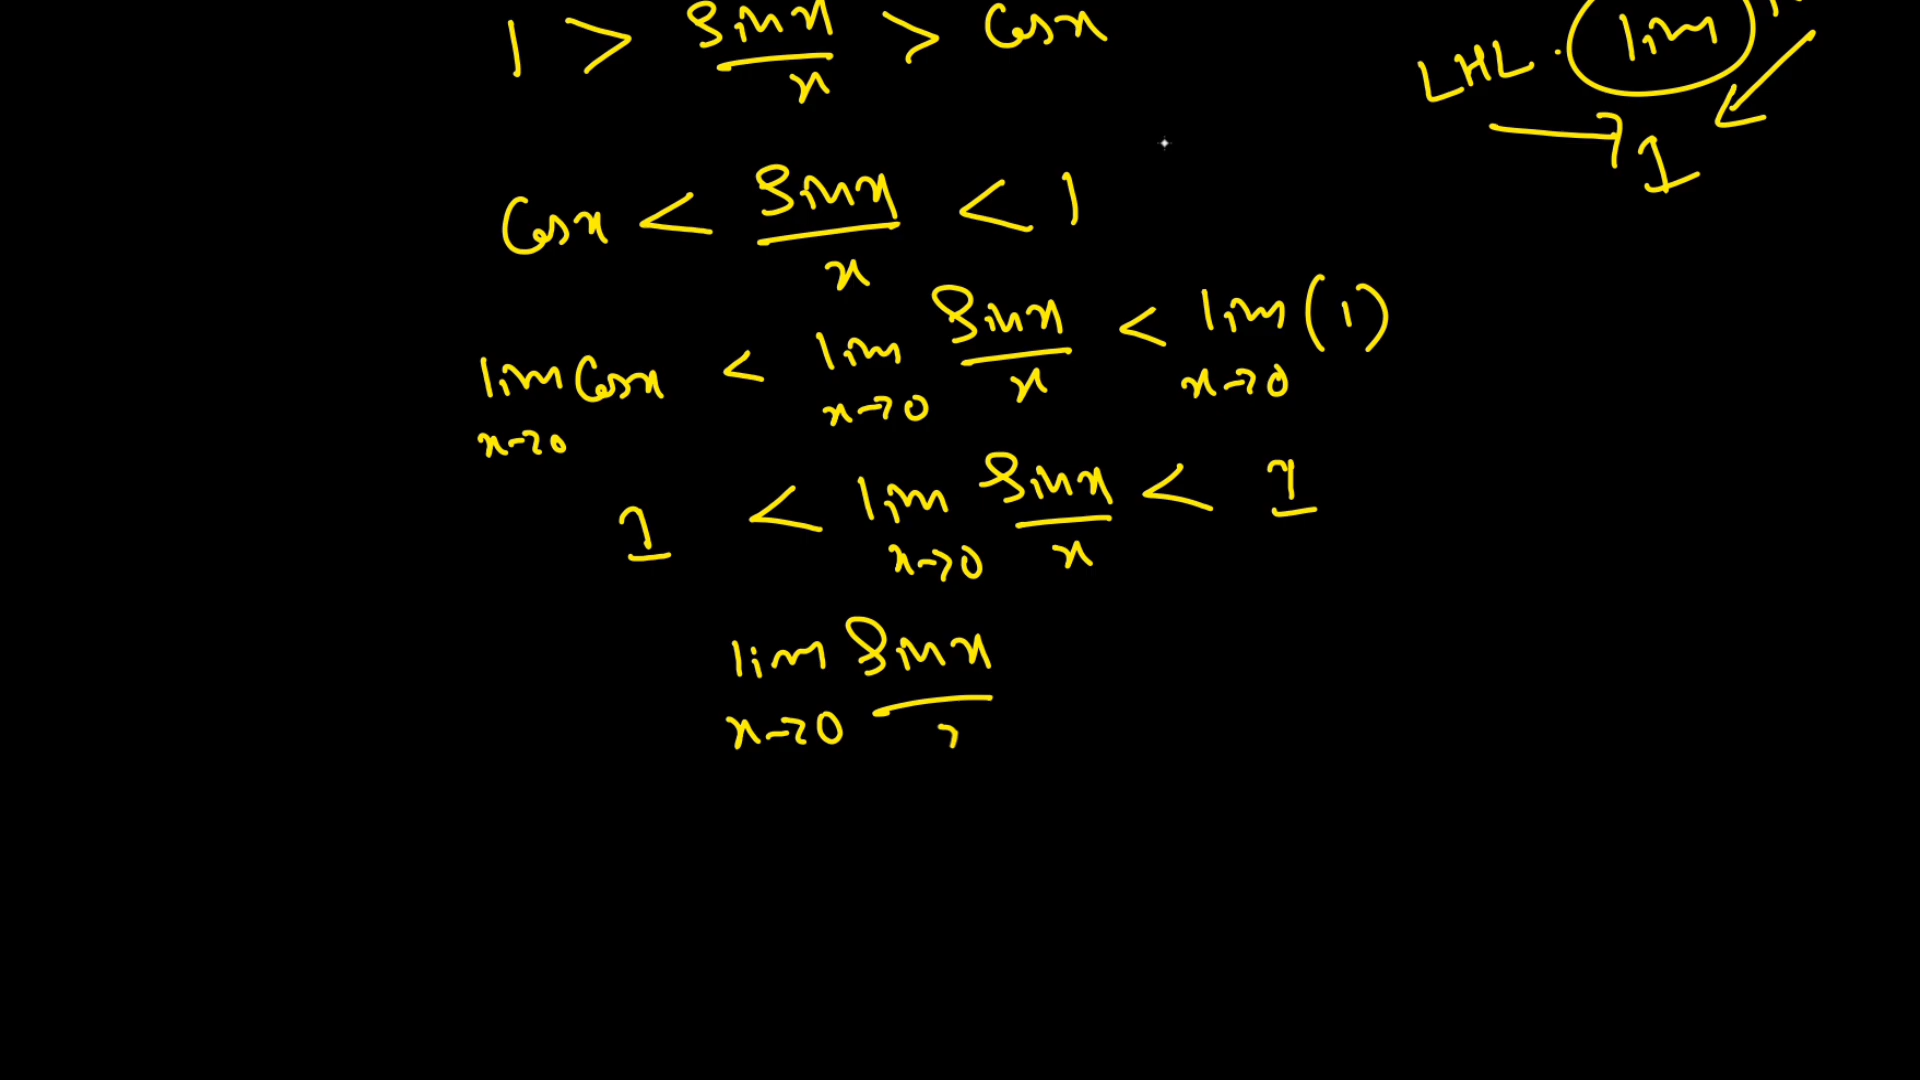 1 > sinx/x > Cosx
LHL . lim
1
Cosx < sinx/x < 1
lim x→0 Cosx < lim x→0 sinx/x < lim x→0 (1)
1 < lim x→0 sinx/x < 1
lim x→0 sinx